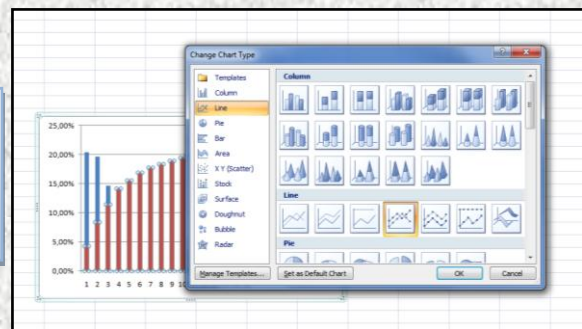 Change Chart Type
Templates
Column
Line
Pie
Bar
Area
X Y (Scatter)
Stock
Surface
Doughnut
Bubble
Radar
Column
Line
Pie
Manage Templates...
Set as Default Chart
OK
Cancel
25,00%
20,00%
15,00%
10,00%
5,00%
0,00%
1 2 3 4 5 6 7 8 9